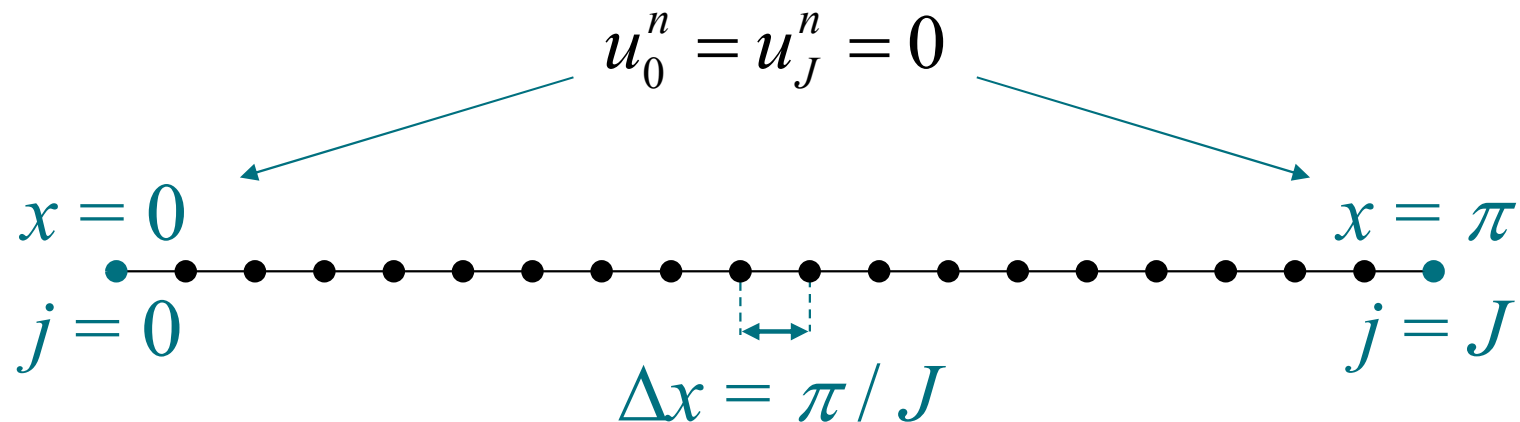 u_0^n = u_J^n = 0
x = 0 x = π
j = 0 j = J
Δx = π / J